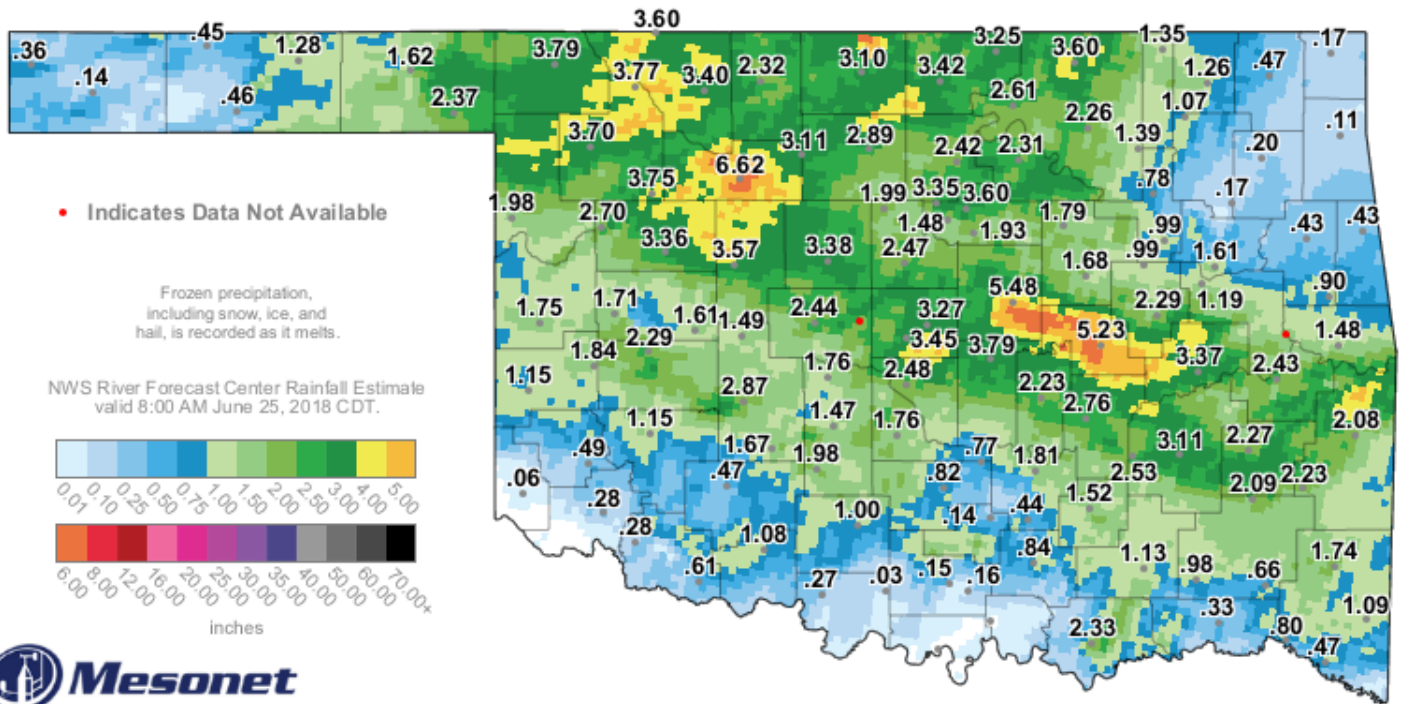 3.60
.45 1.28 3.79 3.25 3.60 1.35 .17
.36 1.62 3.77 3.40 2.32 3.10 3.42 1.26 .47
.14 .46 2.37 2.61 2.26 1.07 .11
3.70 3.11 2.89 2.42 2.31 1.39 .20
6.62
3.75 1.99 3.35 3.60 .78 .17
1.98 2.70 1.48 1.93 1.79 .99 .43 .43
Indicates Data Not Available
3.36 3.57 3.38 2.47 1.68 .99 1.61
Frozen precipitation,
including snow, ice, and
hail, is recorded as it melts.
5.48 .90
1.75 1.71 1.61 1.49 2.44 3.27 2.29 1.19
2.29 3.45 3.79 5.23 1.48
1.84 1.76 3.37 2.43
1.15 2.87 2.48 2.23
NWS River Forecast Center Rainfall Estimate
valid 8:00 AM June 25, 2018 CDT.
1.15 1.47 1.76 2.76 2.08
.49 1.67 1.98 .77 1.81 3.11 2.27
.06 .47 .82 2.53 2.09 2.23
.28 1.00 .14 .44 1.52
.28 1.08 .84 1.13 1.74
.61 .27 .03 .15 .16 .98 .66
2.33 .33 .80 1.09
.47
0.01 0.10 0.25 0.50 0.75 1.00 1.50 2.00 2.50 3.00 4.00 5.00
6.00 8.00 12.00 16.00 20.00 25.00 30.00 35.00 40.00 50.00 60.00 70.00+
inches
Mesonet